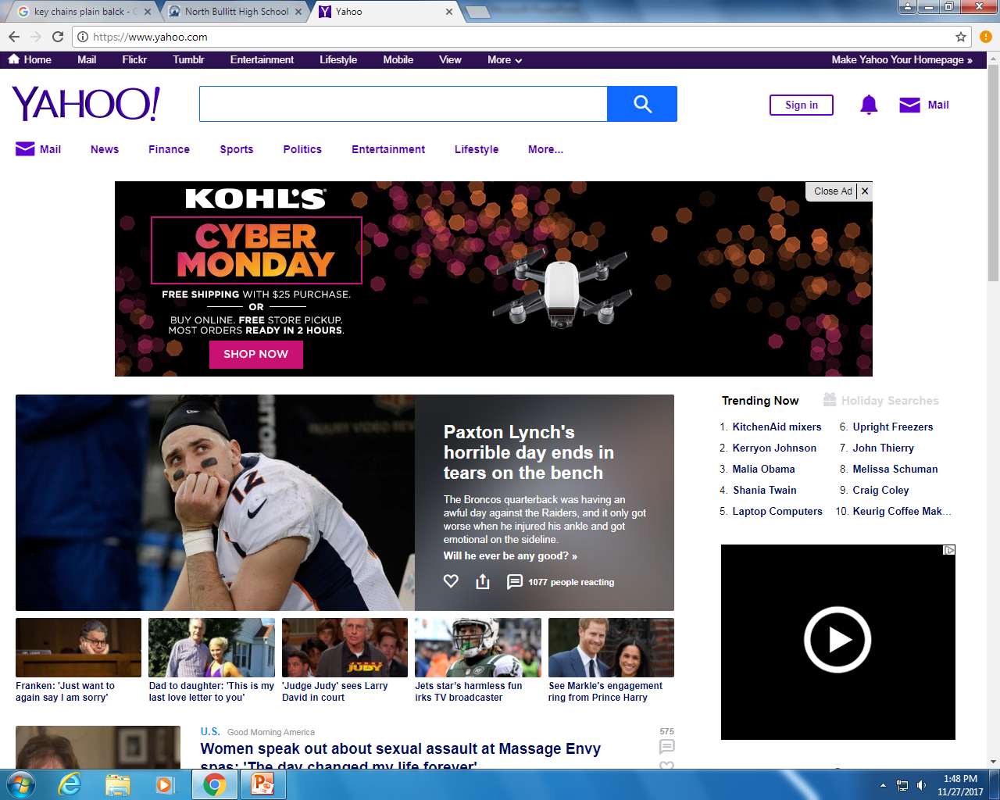 key chains plain balck - G
North Bullitt High School
Yahoo
https://www.yahoo.com
Home Mail Flickr Tumblr Entertainment Lifestyle Mobile View More Make Yahoo Your Homepage »
YAHOO!
Sign in
Mail
Mail News Finance Sports Politics Entertainment Lifestyle More...
Close Ad
KOHL'S
CYBER
MONDAY
FREE SHIPPING WITH $25 PURCHASE.
OR
BUY ONLINE. FREE STORE PICKUP.
MOST ORDERS READY IN 2 HOURS.
SHOP NOW
Paxton Lynch's
horrible day ends in
tears on the bench
The Broncos quarterback was having an
awful day against the Raiders, and it only got
worse when he injured his ankle and got
emotional on the sideline.
Will he ever be any good? »
1077 people reacting
12
Trending Now
Holiday Searches
1. KitchenAid mixers
2. Kerryon Johnson
3. Malia Obama
4. Shania Twain
5. Laptop Computers
6. Upright Freezers
7. John Thierry
8. Melissa Schuman
9. Craig Coley
10. Keurig Coffee Mak...
JUDY
Franken: 'Just want to
again say I am sorry'
Dad to daughter: 'This is my
last love letter to you'
'Judge Judy' sees Larry
David in court
Jets star's harmless fun
irks TV broadcaster
See Markle's engagement
ring from Prince Harry
U.S. Good Morning America
575
Women speak out about sexual assault at Massage Envy
spas: 'The day changed my life forever'
1:48 PM
11/27/2017